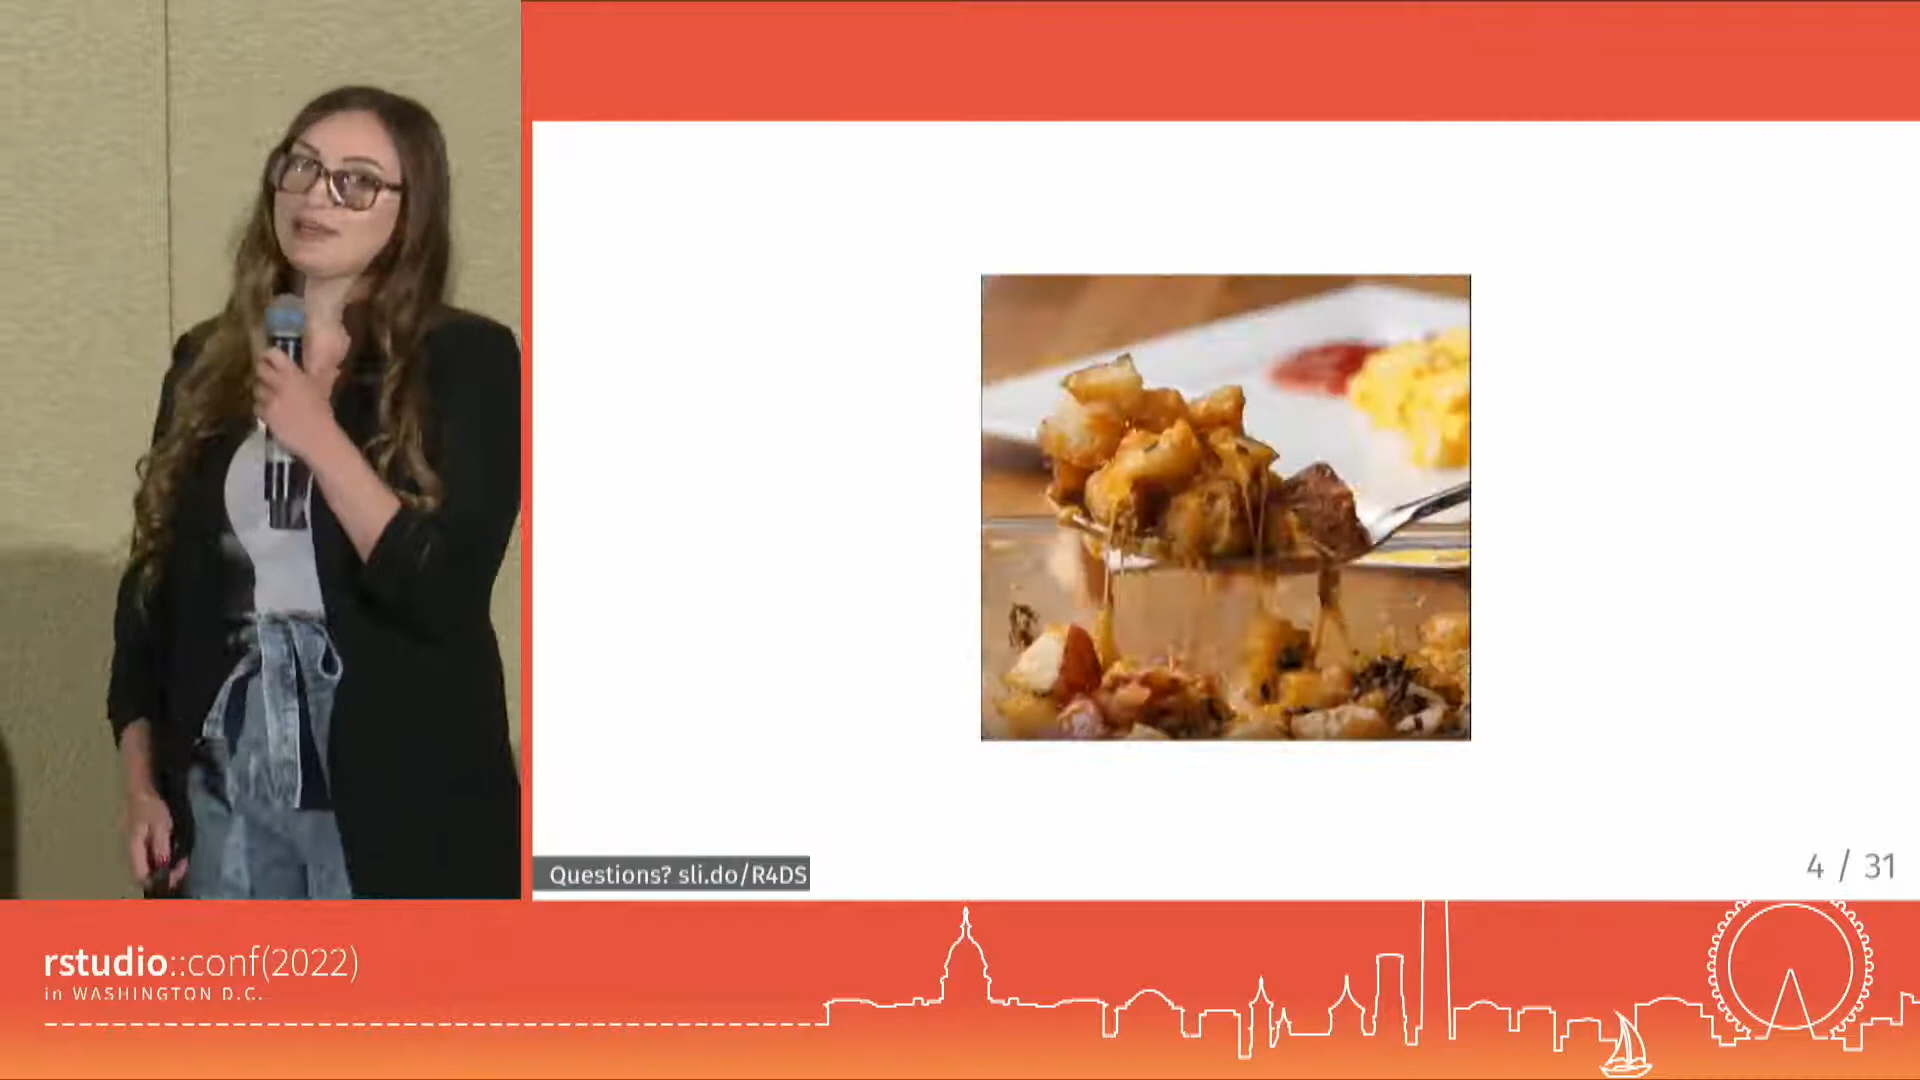 Questions? sli.do/R4DS
4 / 31
rstudio::conf(2022)
in WASHINGTON D.C.